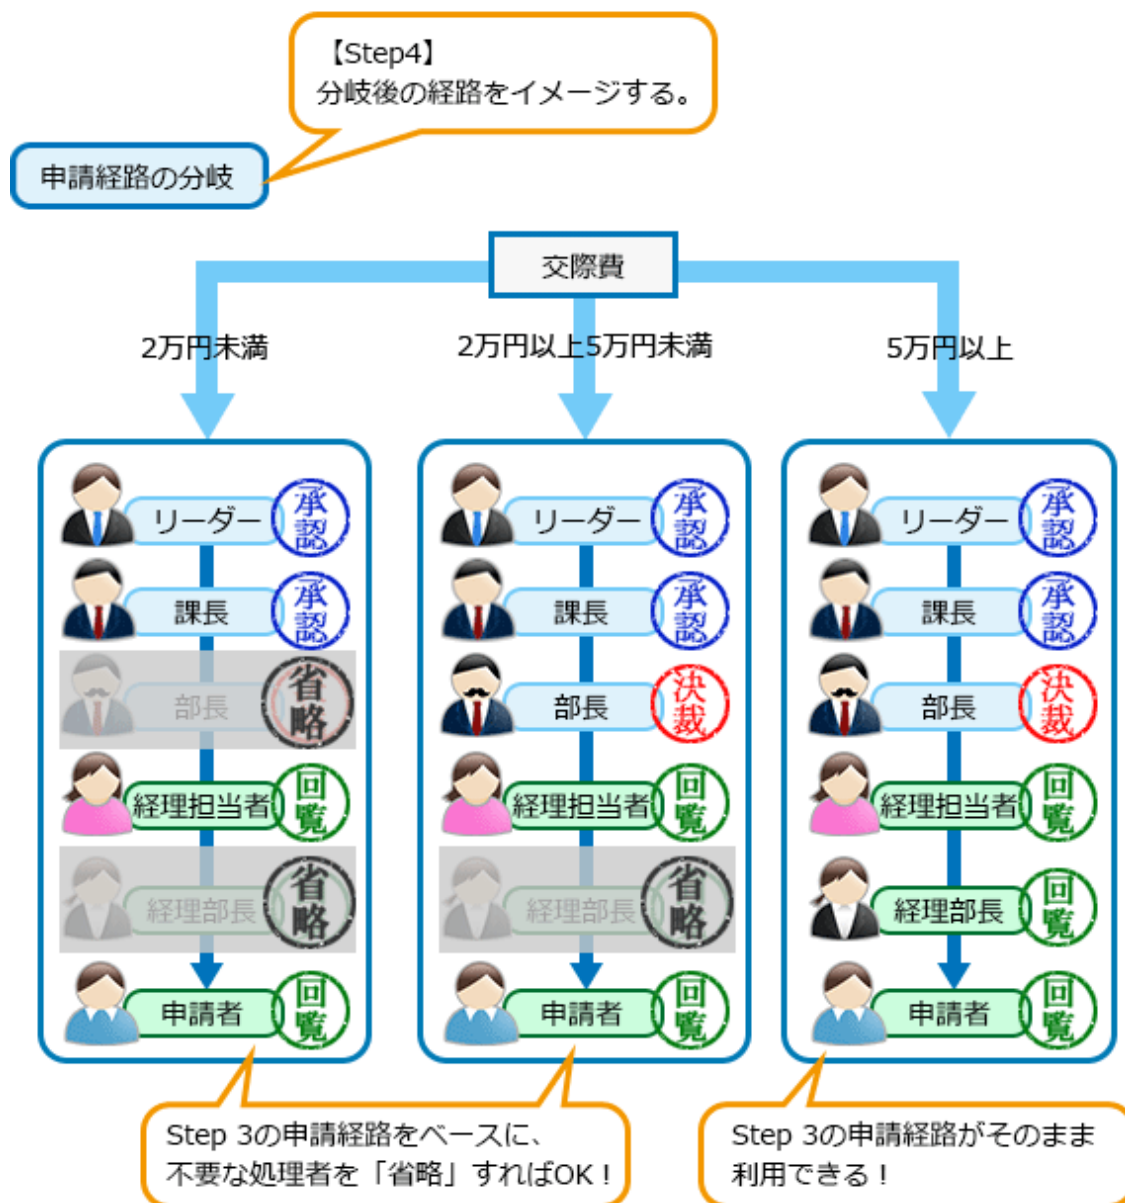 【Step4】
分岐後の経路をイメージする。
申請経路の分岐
交際費
2万円未満
2万円以上5万円未満
5万円以上
リーダー
承認
課長
承認
部長
省略
経理担当者
回覧
経理部長
省略
申請者
回覧
リーダー
承認
課長
承認
部長
決裁
経理担当者
回覧
経理部長
省略
申請者
回覧
リーダー
承認
課長
承認
部長
決裁
経理担当者
回覧
経理部長
回覧
申請者
回覧
Step 3の申請経路をベースに、
不要な処理者を「省略」すればOK！
Step 3の申請経路がそのまま
利用できる！